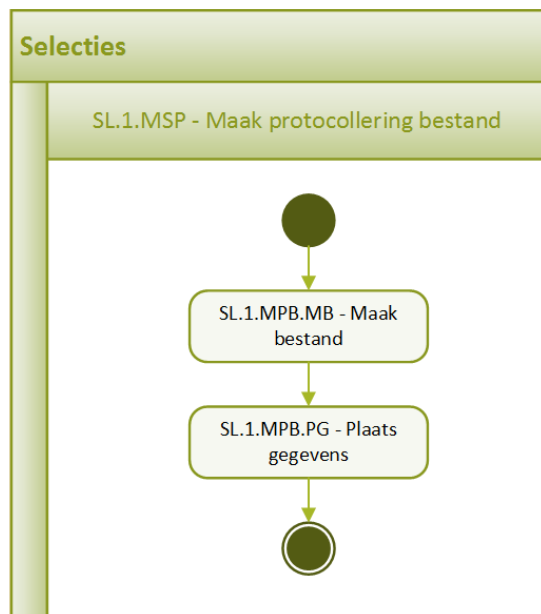 Selecties
SL.1.MSP - Maak protocollering bestand
SL.1.MPB.MB - Maak
bestand
SL.1.MPB.PG - Plaats
gegevens